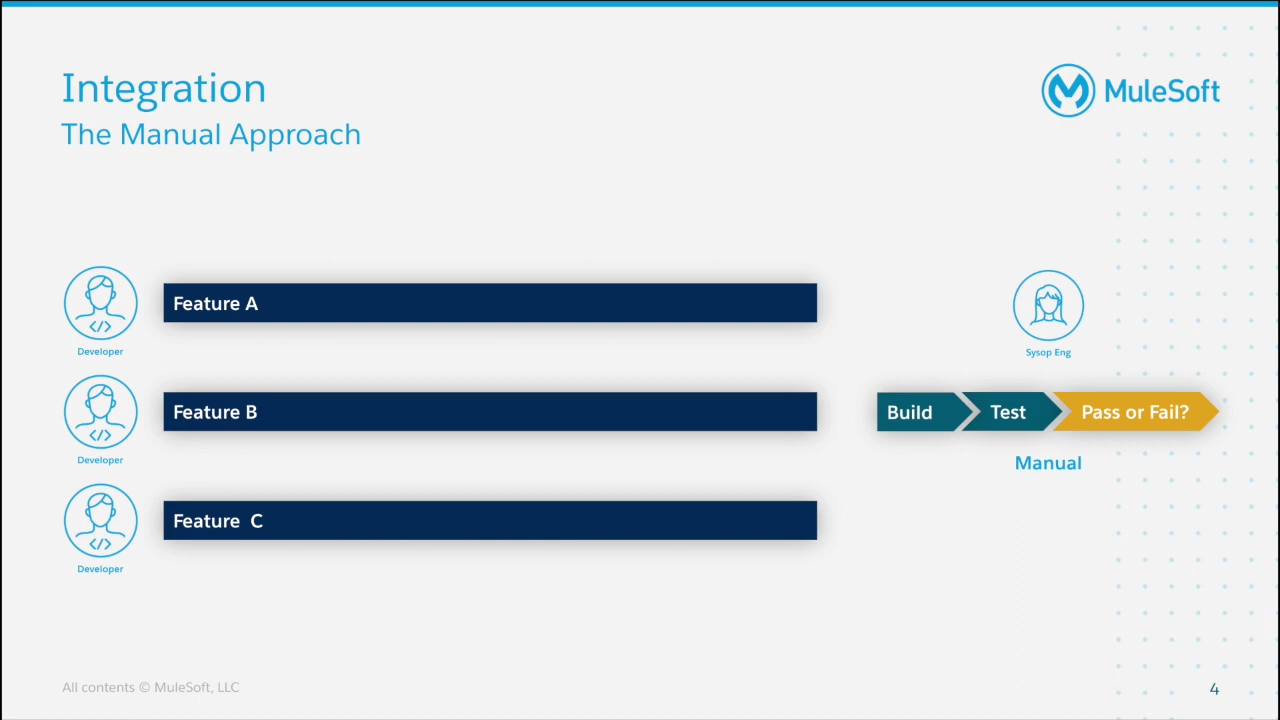 Integration
The Manual Approach
MuleSoft
Feature A
</>
Developer
Sysop Eng
Feature B
</>
Developer
Build
Test
Pass or Fail?
Manual
Feature  C
</>
Developer
All contents © MuleSoft, LLC
4